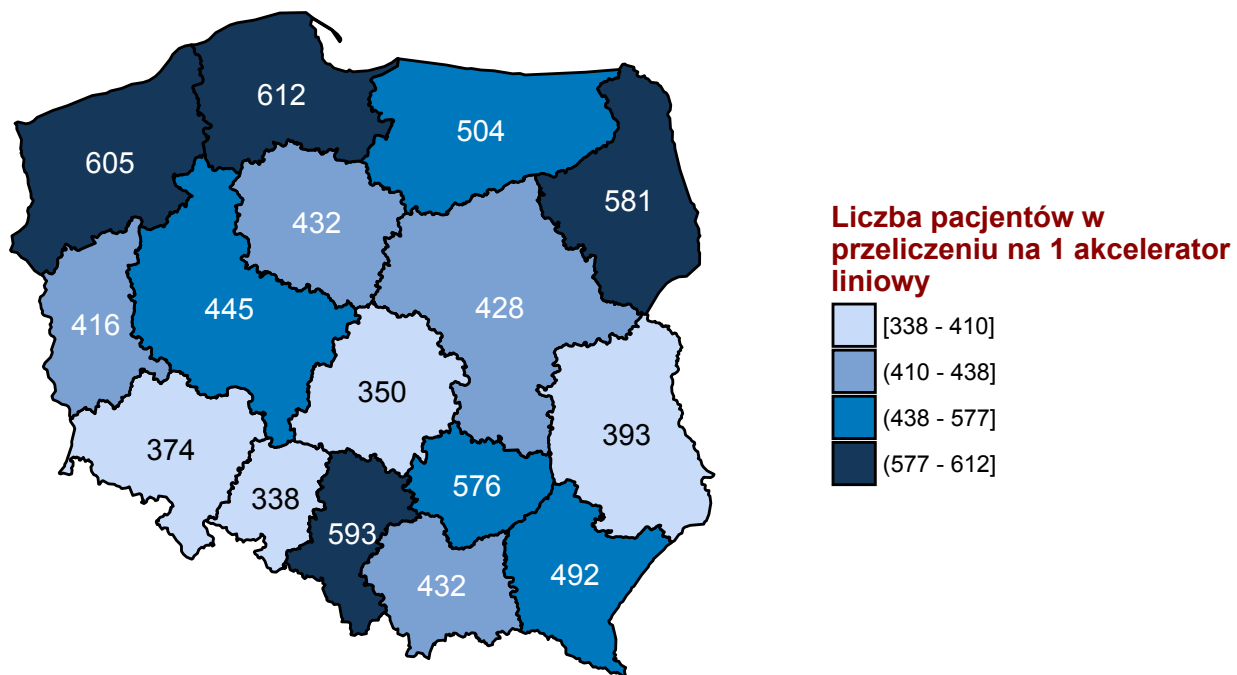 612
504
605
581
432
445
428
416
350
374
393
338
576
593
492
432
Liczba pacjentów w
przeliczeniu na 1 akcelerator
liniowy
[338 - 410]
(410 - 438]
(438 - 577]
(577 - 612]